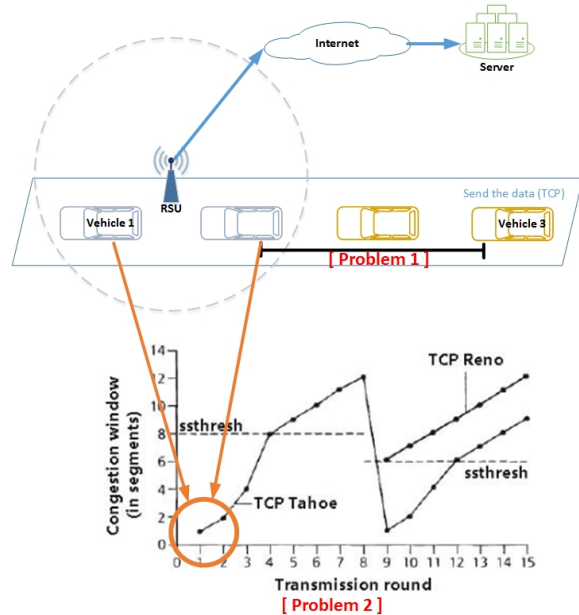 Internet
Server
RSU
Send the data (TCP)
Vehicle 1
Vehicle 3
[ Problem 1 ]
Congestion window
(in segments)
14
12
10
8
6
4
2
0
ssthresh
TCP Reno
ssthresh
TCP Tahoe
0 1 2 3 4 5 6 7 8 9 10 11 12 13 14 15
Transmission round
[ Problem 2 ]